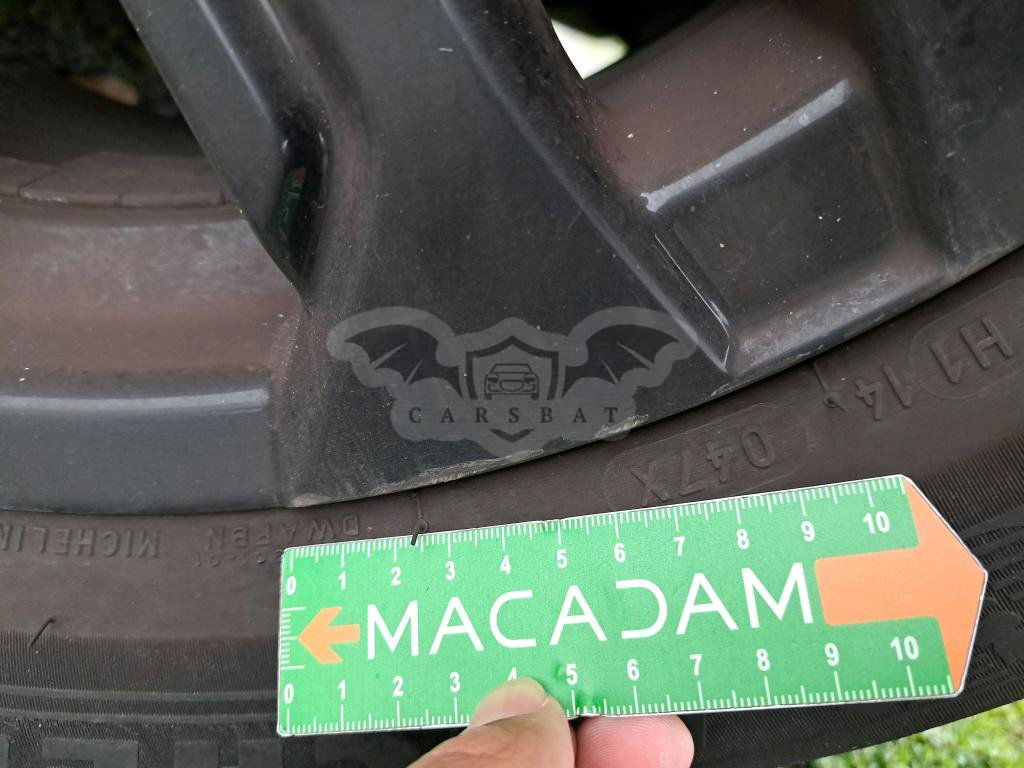 CARSBAT
H1 14
047X
MICHELIN
DWAFBN
0 1 2 3 4 5 6 7 8 9 10
MACADAM
0 1 2 3 4 5 6 7 8 9 10